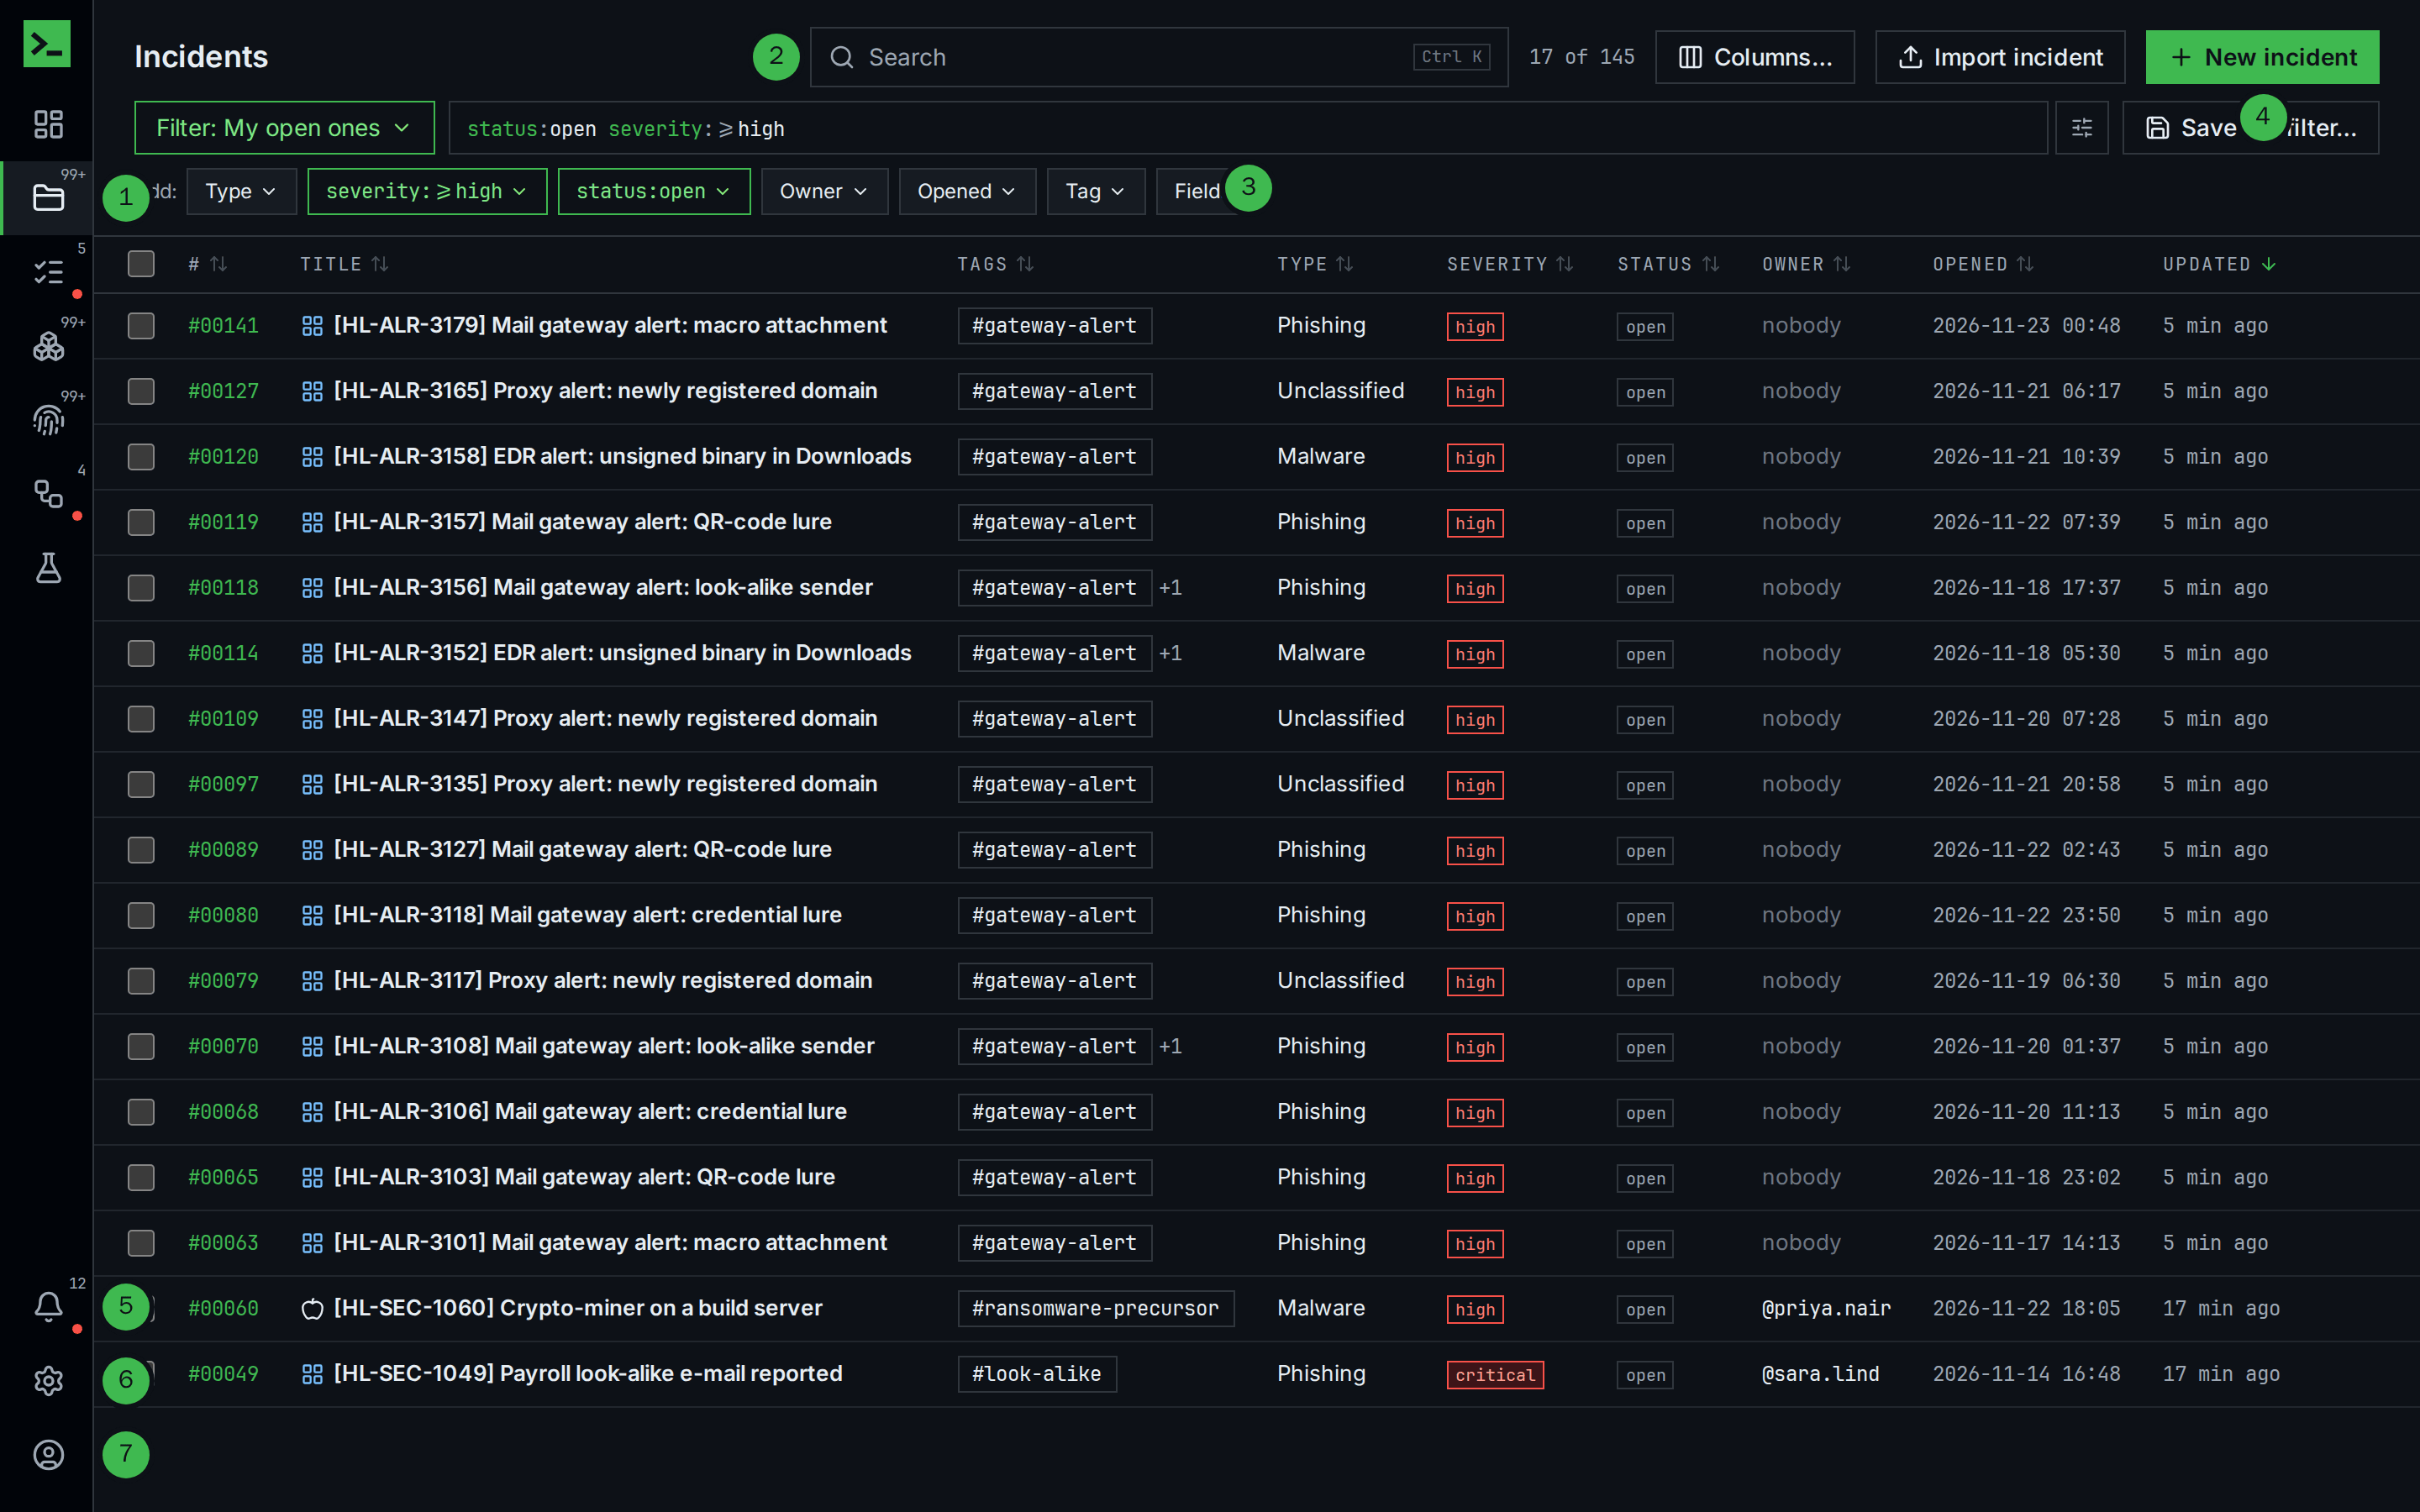 Incidents
2
Search
Ctrl K
17 of 145
Columns...
Import incident
New incident
Filter: My open ones
status:open severity:≥high
Save
4
filter...
99+
1
Type
severity:≥high
status:open
Owner
Opened
Tag
Field
3
5
99+
99+
4
# TITLE TAGS TYPE SEVERITY STATUS OWNER OPENED UPDATED
#00141 [HL-ALR-3179] Mail gateway alert: macro attachment #gateway-alert Phishing high open nobody 2026-11-23 00:48 5 min ago
#00127 [HL-ALR-3165] Proxy alert: newly registered domain #gateway-alert Unclassified high open nobody 2026-11-21 06:17 5 min ago
#00120 [HL-ALR-3158] EDR alert: unsigned binary in Downloads #gateway-alert Malware high open nobody 2026-11-21 10:39 5 min ago
#00119 [HL-ALR-3157] Mail gateway alert: QR-code lure #gateway-alert Phishing high open nobody 2026-11-22 07:39 5 min ago
#00118 [HL-ALR-3156] Mail gateway alert: look-alike sender #gateway-alert +1 Phishing high open nobody 2026-11-18 17:37 5 min ago
#00114 [HL-ALR-3152] EDR alert: unsigned binary in Downloads #gateway-alert +1 Malware high open nobody 2026-11-18 05:30 5 min ago
#00109 [HL-ALR-3147] Proxy alert: newly registered domain #gateway-alert Unclassified high open nobody 2026-11-20 07:28 5 min ago
#00097 [HL-ALR-3135] Proxy alert: newly registered domain #gateway-alert Unclassified high open nobody 2026-11-21 20:58 5 min ago
#00089 [HL-ALR-3127] Mail gateway alert: QR-code lure #gateway-alert Phishing high open nobody 2026-11-22 02:43 5 min ago
#00080 [HL-ALR-3118] Mail gateway alert: credential lure #gateway-alert Phishing high open nobody 2026-11-22 23:50 5 min ago
#00079 [HL-ALR-3117] Proxy alert: newly registered domain #gateway-alert Unclassified high open nobody 2026-11-19 06:30 5 min ago
#00070 [HL-ALR-3108] Mail gateway alert: look-alike sender #gateway-alert +1 Phishing high open nobody 2026-11-20 01:37 5 min ago
#00068 [HL-ALR-3106] Mail gateway alert: credential lure #gateway-alert Phishing high open nobody 2026-11-20 11:13 5 min ago
#00065 [HL-ALR-3103] Mail gateway alert: QR-code lure #gateway-alert Phishing high open nobody 2026-11-18 23:02 5 min ago
#00063 [HL-ALR-3101] Mail gateway alert: macro attachment #gateway-alert Phishing high open nobody 2026-11-17 14:13 5 min ago
12
5
#00060 [HL-SEC-1060] Crypto-miner on a build server #ransomware-precursor Malware high open @priya.nair 2026-11-22 18:05 17 min ago
6
#00049 [HL-SEC-1049] Payroll look-alike e-mail reported #look-alike Phishing critical open @sara.lind 2026-11-14 16:48 17 min ago
7